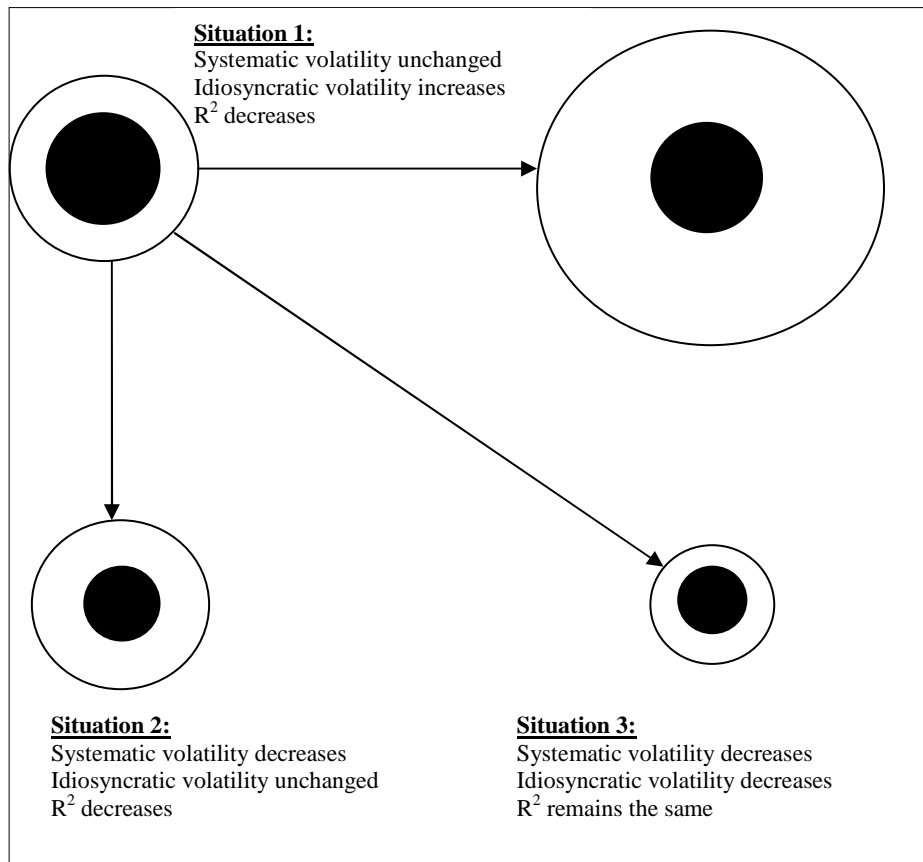 Situation 1:
Systematic volatility unchanged
Idiosyncratic volatility increases
R² decreases
Situation 2:
Systematic volatility decreases
Idiosyncratic volatility unchanged
R² decreases
Situation 3:
Systematic volatility decreases
Idiosyncratic volatility decreases
R² remains the same